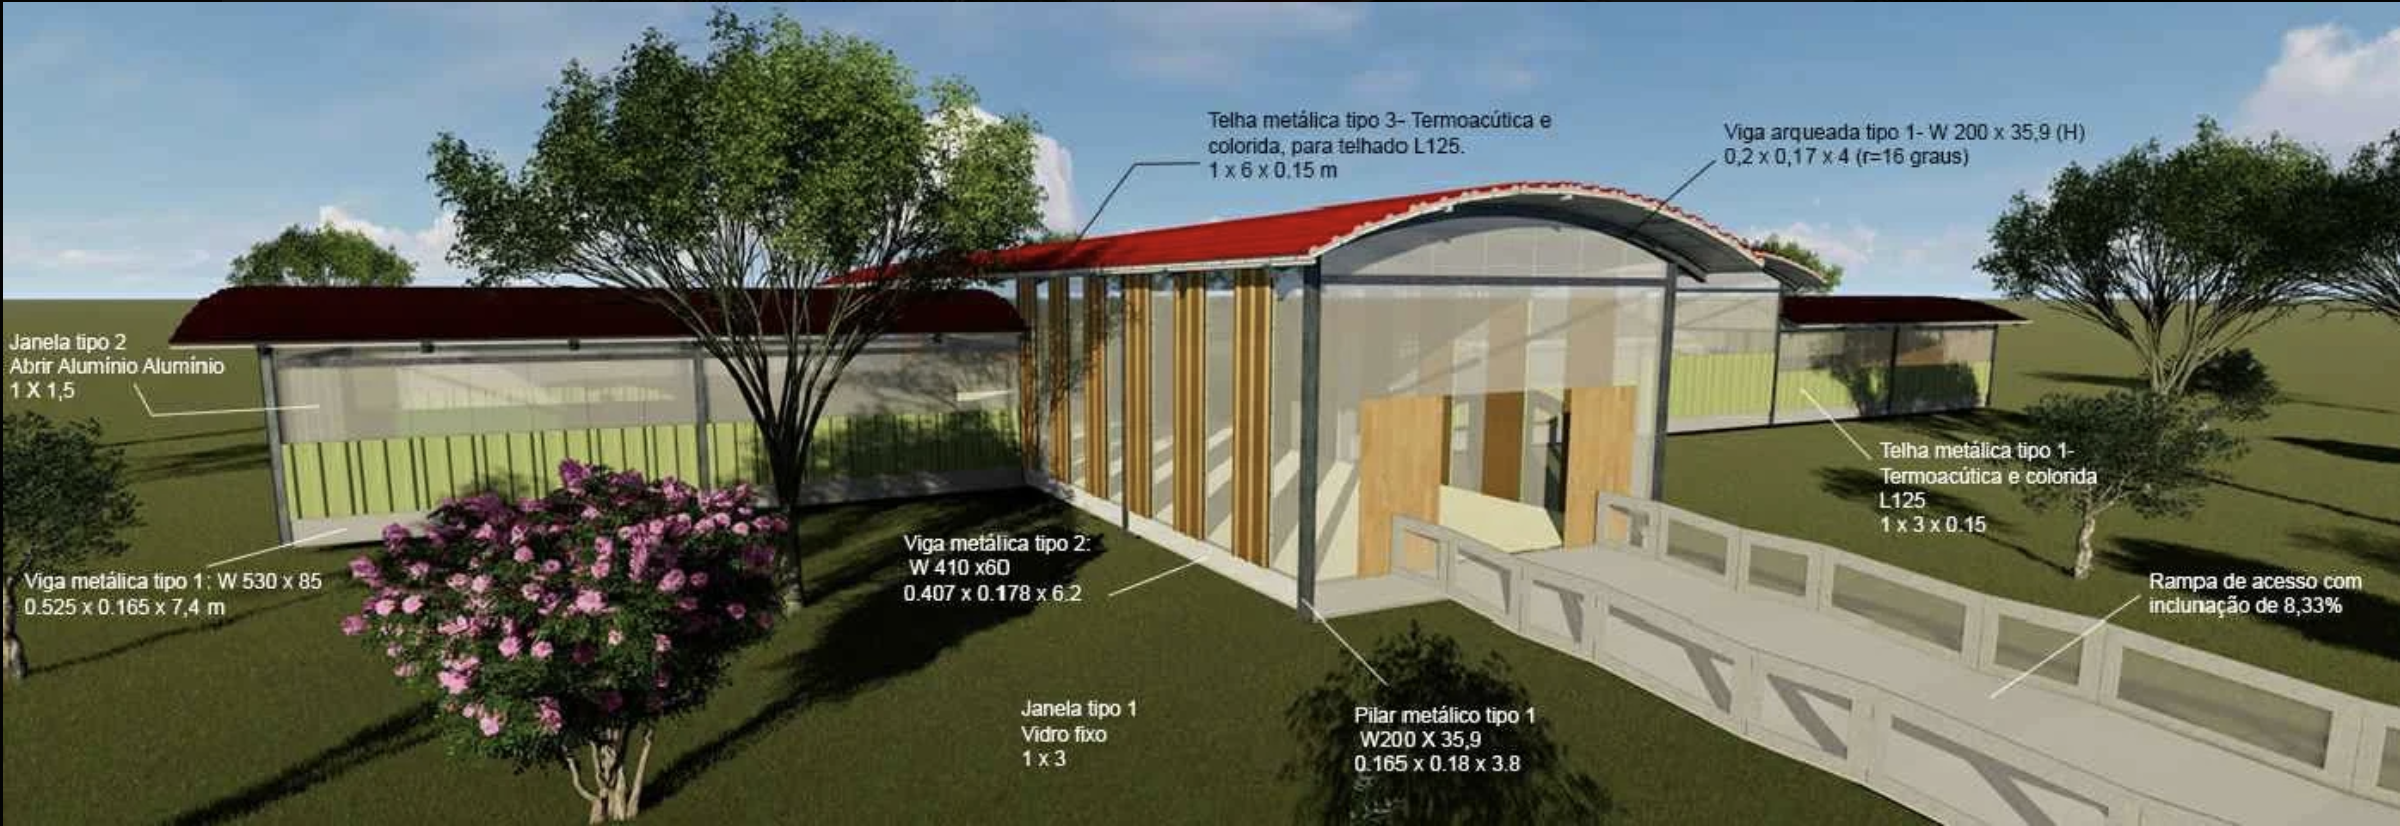 Telha metálica tipo 3- Termoacútica e
colorida, para telhado L125.
1 x 6 x 0.15 m
Viga arqueada tipo 1- W 200 x 35,9 (H)
0,2 x 0,17 x 4 (r=16 graus)
Janela tipo 2
Abrir Alumínio Alumínio
1 X 1,5
Telha metálica tipo 1-
Termoacútica e colorida
L125
1 x 3 x 0.15
Viga metálica tipo 2:
W 410 x60
0.407 x 0.178 x 6.2
Viga metálica tipo 1: W 530 x 85
0.525 x 0.165 x 7,4 m
Rampa de acesso com
inclunação de 8,33%
Janela tipo 1
Vidro fixo
1 x 3
Pilar metálico tipo 1
W200 X 35,9
0.165 x 0.18 x 3.8